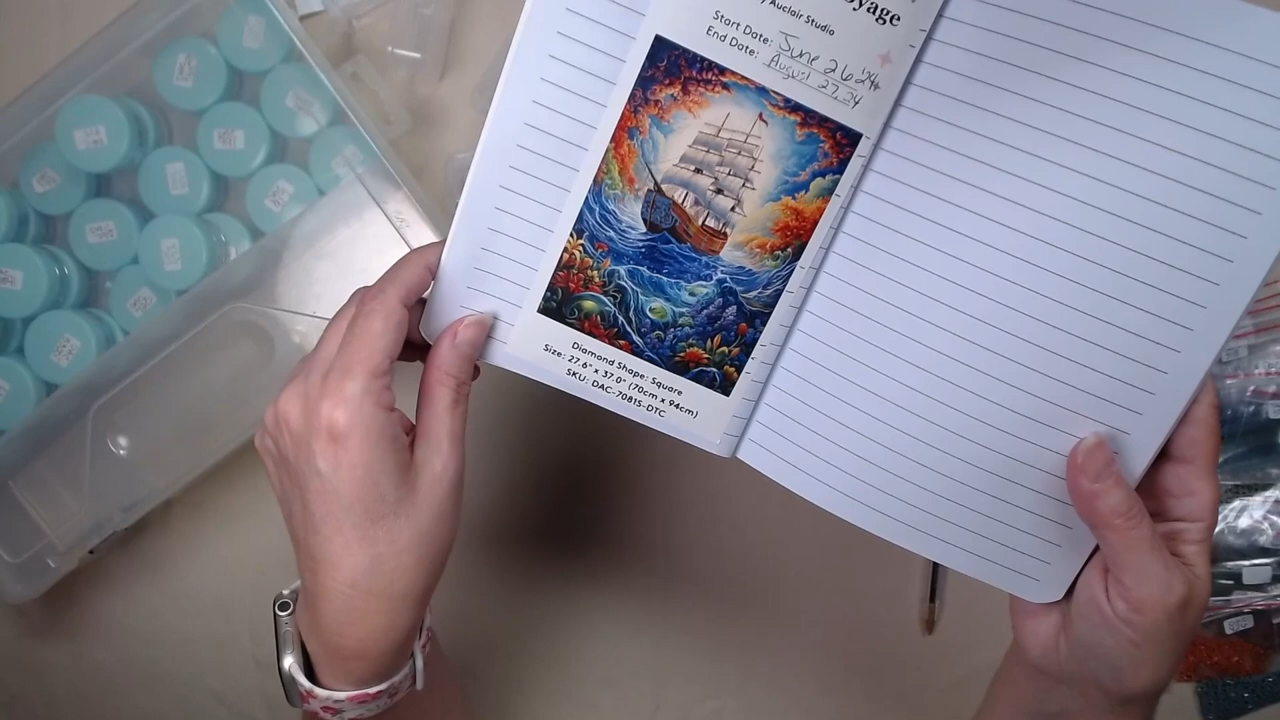 yage
Auclair Studio
Start Date: June 26 '24
End Date: August 27, 24
Diamond Shape: Square
Size: 27.6" x 37.0" (70cm x 94cm)
SKU: DAC-7081S-DTC